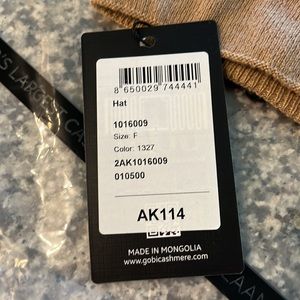 8 650029 744441
Hat
1016009
Size: F
Color: 1327
2AK1016009
010500
AK114
MADE IN MONGOLIA
www.gobicashmere.com